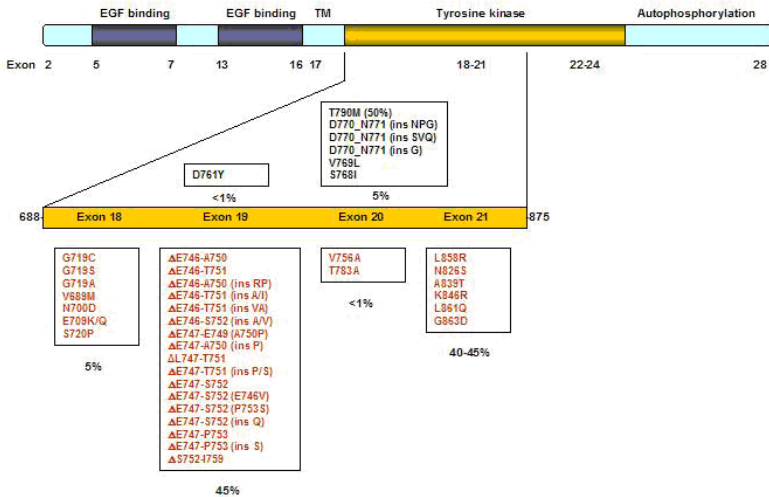 EGF binding EGF binding TM Tyrosine kinase Autophosphorylation
Exon 2 5 7 13 16 17 18-21 22-24 28
T790M (50%)
D770_N771 (ins NPG)
D770_N771 (ins SVQ)
D770_N771 (ins G)
V769L
S768I
5%
D761Y
<1%
688 Exon 18 Exon 19 Exon 20 Exon 21 875
G719C
G719S
G719A
V689M
N700D
E709K/Q
S720P
5%
ΔE746-A750
ΔE746-T751
ΔE746-A750 (ins RP)
ΔE746-T751 (ins A/I)
ΔE746-T751 (ins VA)
ΔE746-S752 (ins A/V)
ΔE747-E749 (A750P)
ΔE747-A750 (ins P)
ΔL747-T751
ΔE747-T751 (ins P/S)
ΔE747-S752
ΔE747-S752 (E746V)
ΔE747-S752 (P753S)
ΔE747-S752 (ins Q)
ΔE747-P753
ΔE747-P753 (ins S)
ΔS752-I759
45%
V756A
T783A
<1%
L858R
N826S
A839T
K846R
L861Q
G863D
40-45%